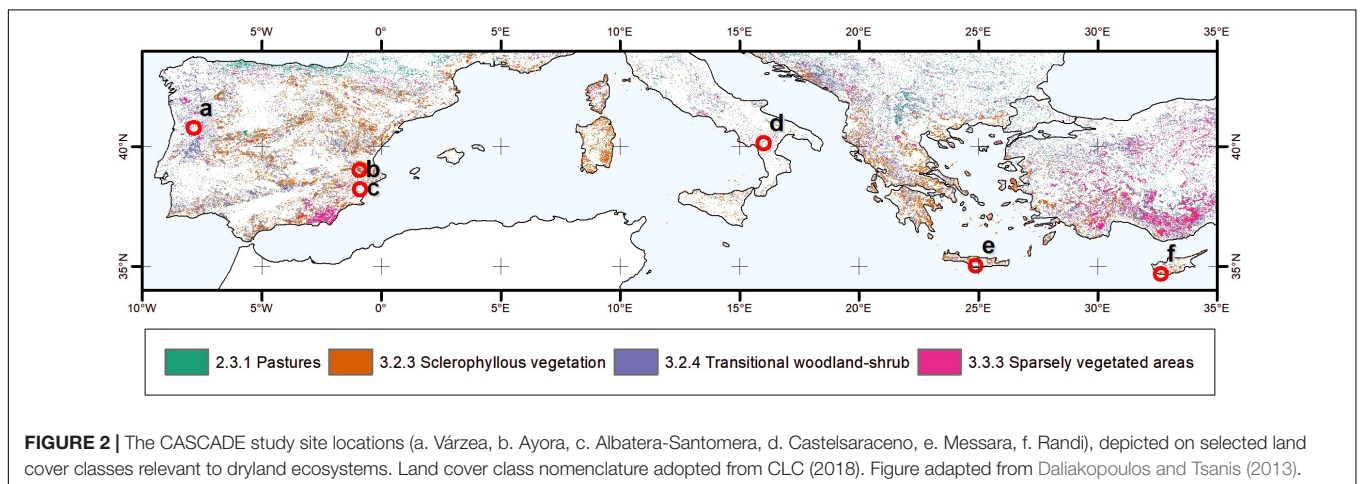 5°W 0° 5°E 10°E 15°E 20°E 25°E 30°E 35°E
a
d
40°N 40°N
b
c
e
f
35°N 35°N
10°W 5°W 0° 5°E 10°E 15°E 20°E 25°E 30°E 35°E
2.3.1 Pastures 3.2.3 Sclerophyllous vegetation 3.2.4 Transitional woodland-shrub 3.3.3 Sparsely vegetated areas
FIGURE 2 | The CASCADE study site locations (a. Várzea, b. Ayora, c. Albatera-Santomera, d. Castelsaraceno, e. Messara, f. Randi), depicted on selected land
cover classes relevant to dryland ecosystems. Land cover class nomenclature adopted from CLC (2018). Figure adapted from Daliakopoulos and Tsanis (2013).